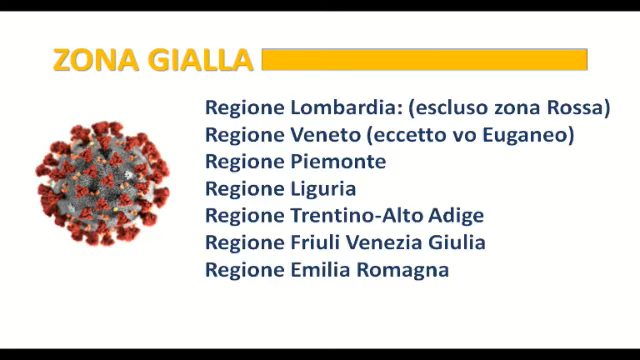 ZONA GIALLA
Regione Lombardia: (escluso zona Rossa)
Regione Veneto (eccetto vo Euganeo)
Regione Piemonte
Regione Liguria
Regione Trentino-Alto Adige
Regione Friuli Venezia Giulia
Regione Emilia Romagna